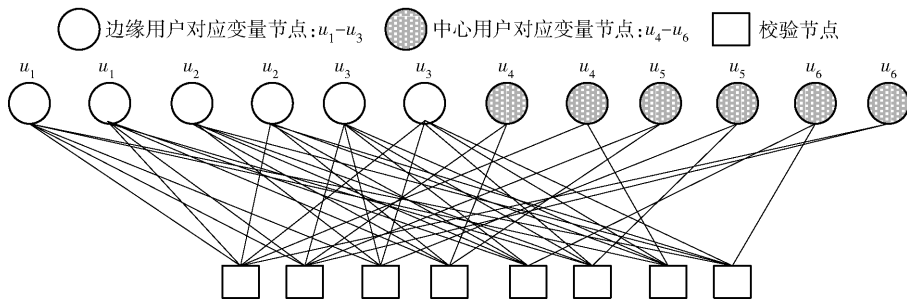 边缘用户对应变量节点:u₁-u₃ 中心用户对应变量节点:u₄-u₆ 校验节点
u₁ u₁ u₂ u₂ u₃ u₃ u₄ u₄ u₅ u₅ u₆ u₆